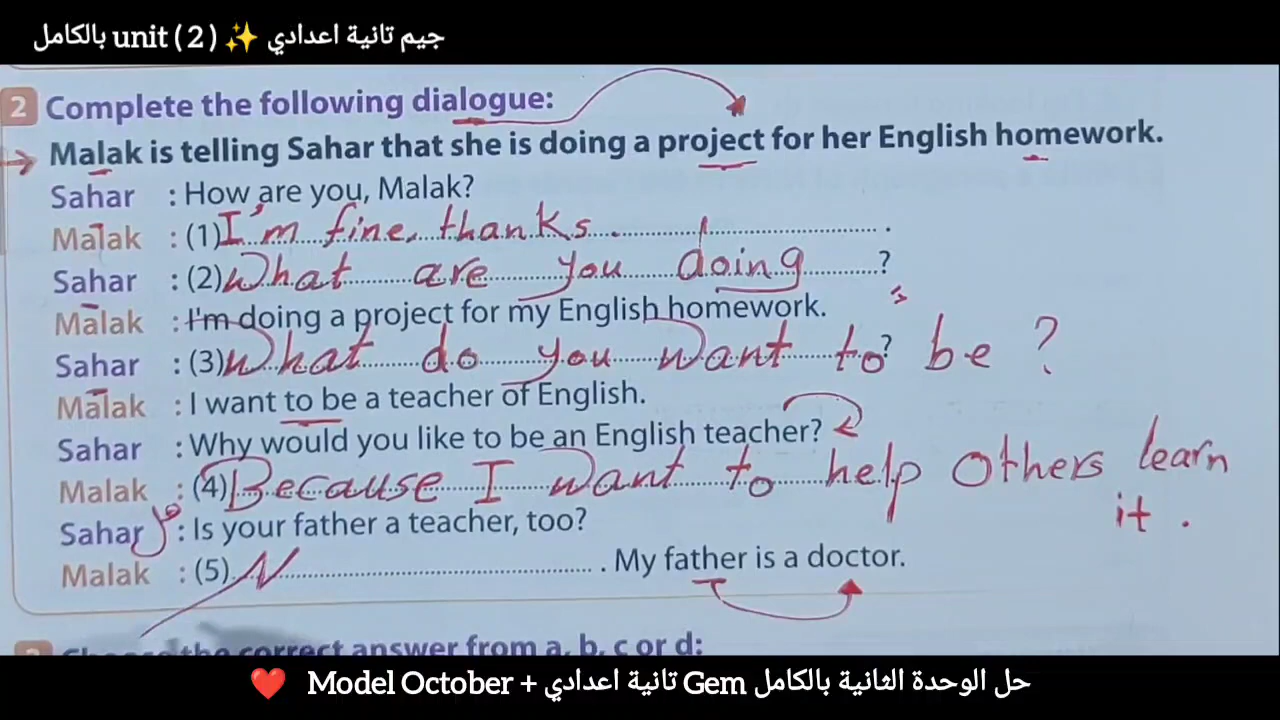 جيم تانية اعدادي ✨ unit ( 2 ) بالكامل
2 Complete the following dialogue:
Malak is telling Sahar that she is doing a project for her English homework.
Sahar : How are you, Malak?
Malak : (1) I'm fine, thanks. .
Sahar : (2) What are you doing ?
Malak : I'm doing a project for my English homework.
Sahar : (3) What do you want to ? be ?
Malak : I want to be a teacher of English.
Sahar : Why would you like to be an English teacher?
Malak : (4) Because I want to help others learn
it .
Sahar : Is your father a teacher, too?
Malak : (5) N . My father is a doctor.
the correct answer from a, b, c or d:
حل الوحدة الثانية بالكامل Gem تانية اعدادي + Model October ❤️